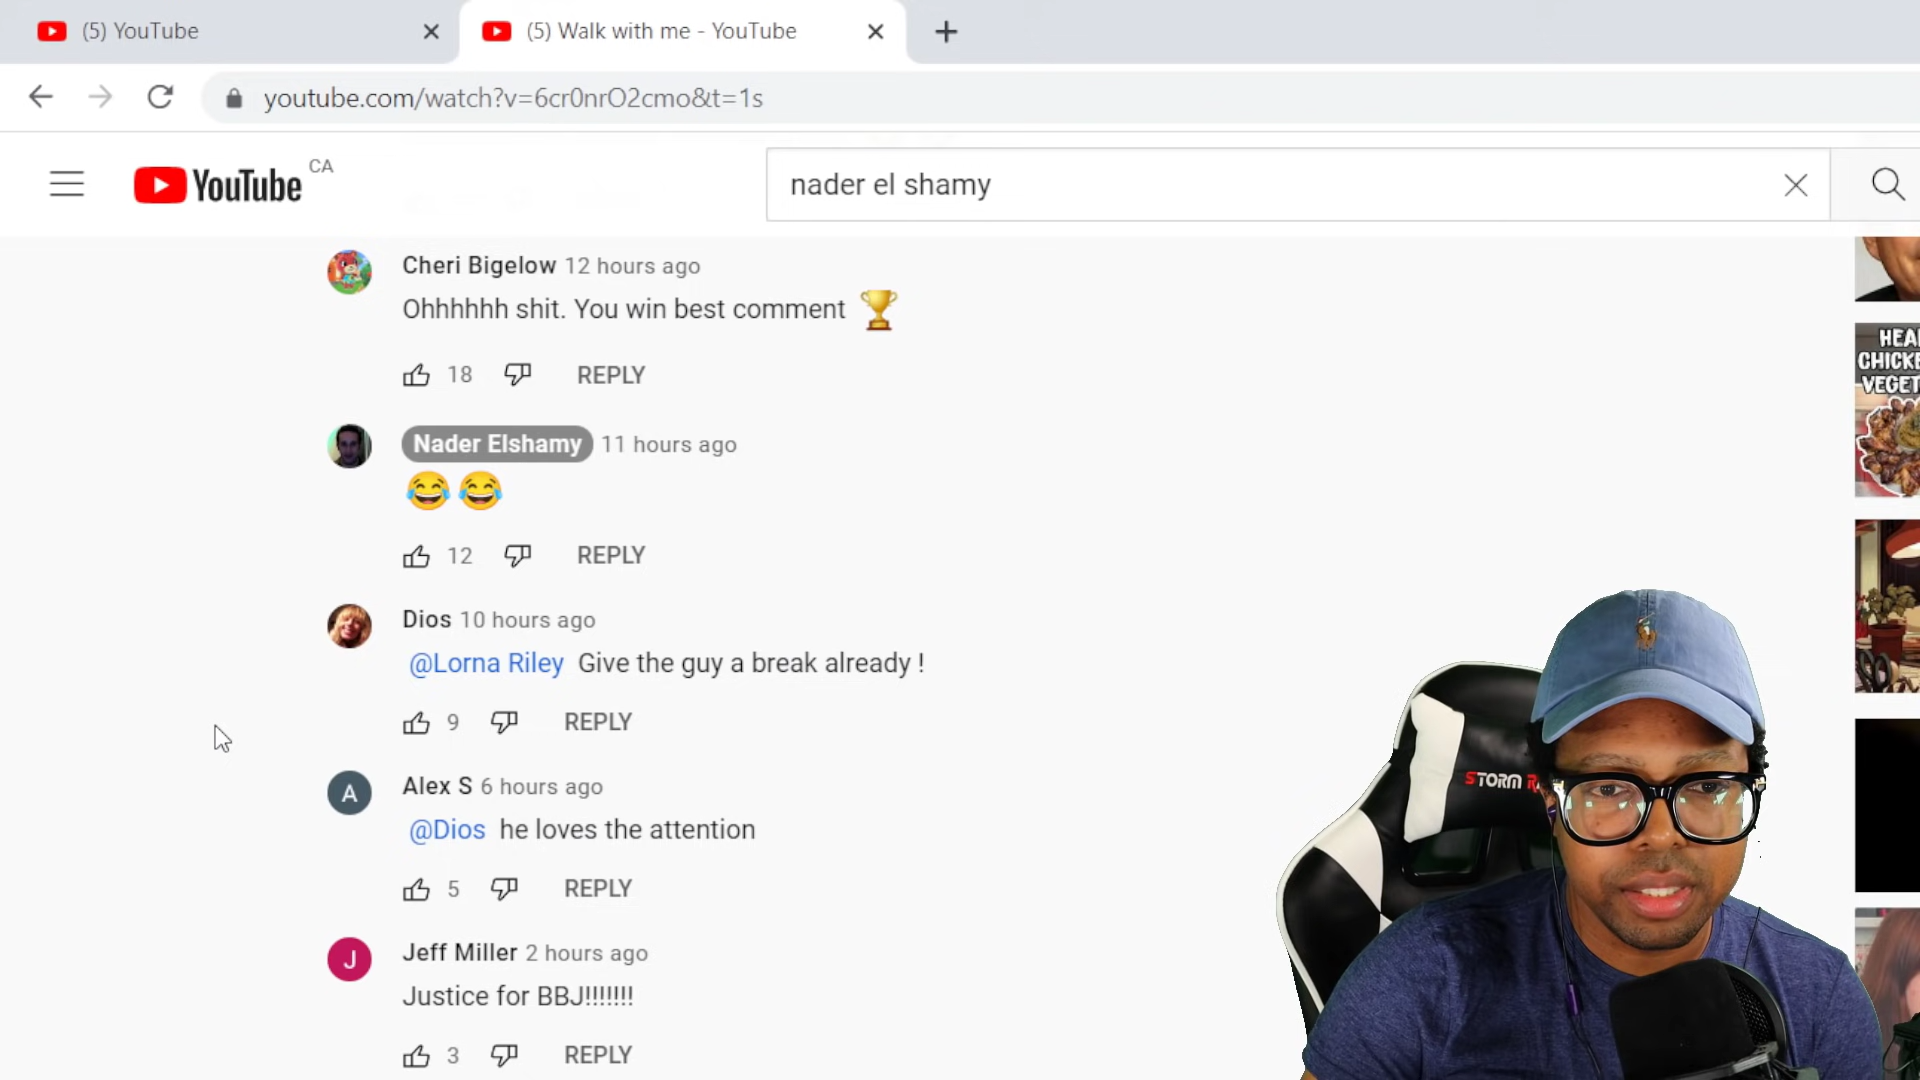 (5) YouTube
(5) Walk with me - YouTube
youtube.com/watch?v=6cr0nrO2cmo&t=1s
YouTube CA
nader el shamy
Cheri Bigelow 12 hours ago
Ohhhhhh shit. You win best comment 🏆
18 REPLY
Nader Elshamy 11 hours ago
😂😂
12 REPLY
Dios 10 hours ago
@Lorna Riley Give the guy a break already !
9 REPLY
A
Alex S 6 hours ago
@Dios he loves the attention
5 REPLY
J
Jeff Miller 2 hours ago
Justice for BBJ!!!!!!!
3 REPLY
STORM